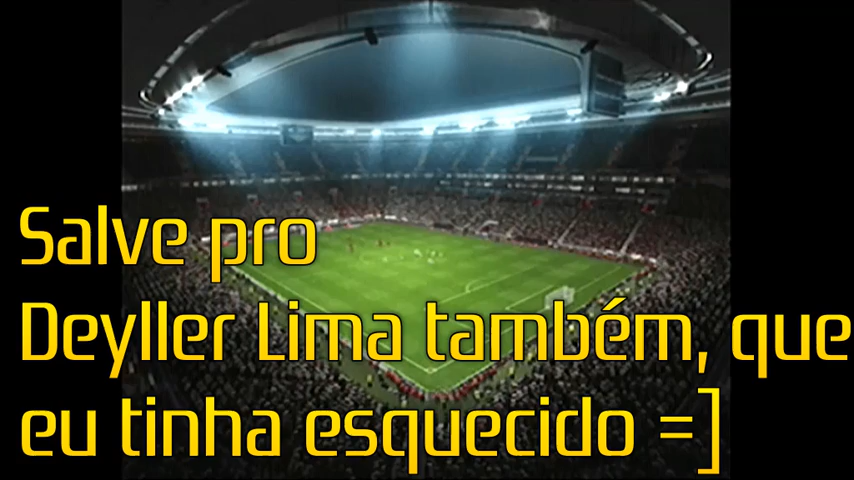 Salve pro
Deyller Lima também, que
eu tinha esquecido =]